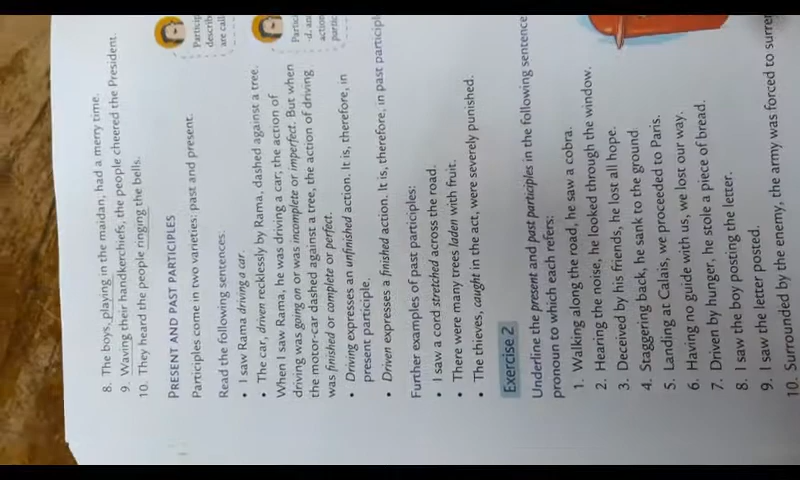 8. The boys, playing in the maidan, had a merry time.
9. Waving their handkerchiefs, the people cheered the President
10. They heard the people ringing the bells.
PRESENT AND PAST PARTICIPLES
Participles come in two varieties: past and present.
Read the following sentences.
• I saw Rama driving a car.
• The car, driven recklessly by Rama, dashed against a tree.
When I saw Rama, he was driving a car; the action of
driving was going on or was incomplete or imperfect. But when
the motor-car dashed against a tree, the action of driving
was finished or complete or perfect.
• Driving expresses an unfinished action. It is, therefore, in
present participle.
• Driven expresses a finished action. It is, therefore, in past
Further examples of past participles:
• I saw a cord stretched across the road.
• There were many trees laden with fruit.
• The thieves, caught in the act, were severely punished.
Exercise 2
Underline the present and past participles in the following
pronoun to which each refers:
1. Walking along the road, he saw a cobra.
2. Hearing the noise, he looked through the window.
3. Deceived by his friends, he lost all hope.
4. Staggering back, he sank to the ground.
5. Landing at Calais, we proceeded to Paris.
6. Having no guide with us, we lost our way.
7. Driven by hunger, he stole a piece of bread.
8. I saw the boy posting the letter.
9. I saw the letter posted.
10. Surrounded by the enemy, the army was forced to
are call